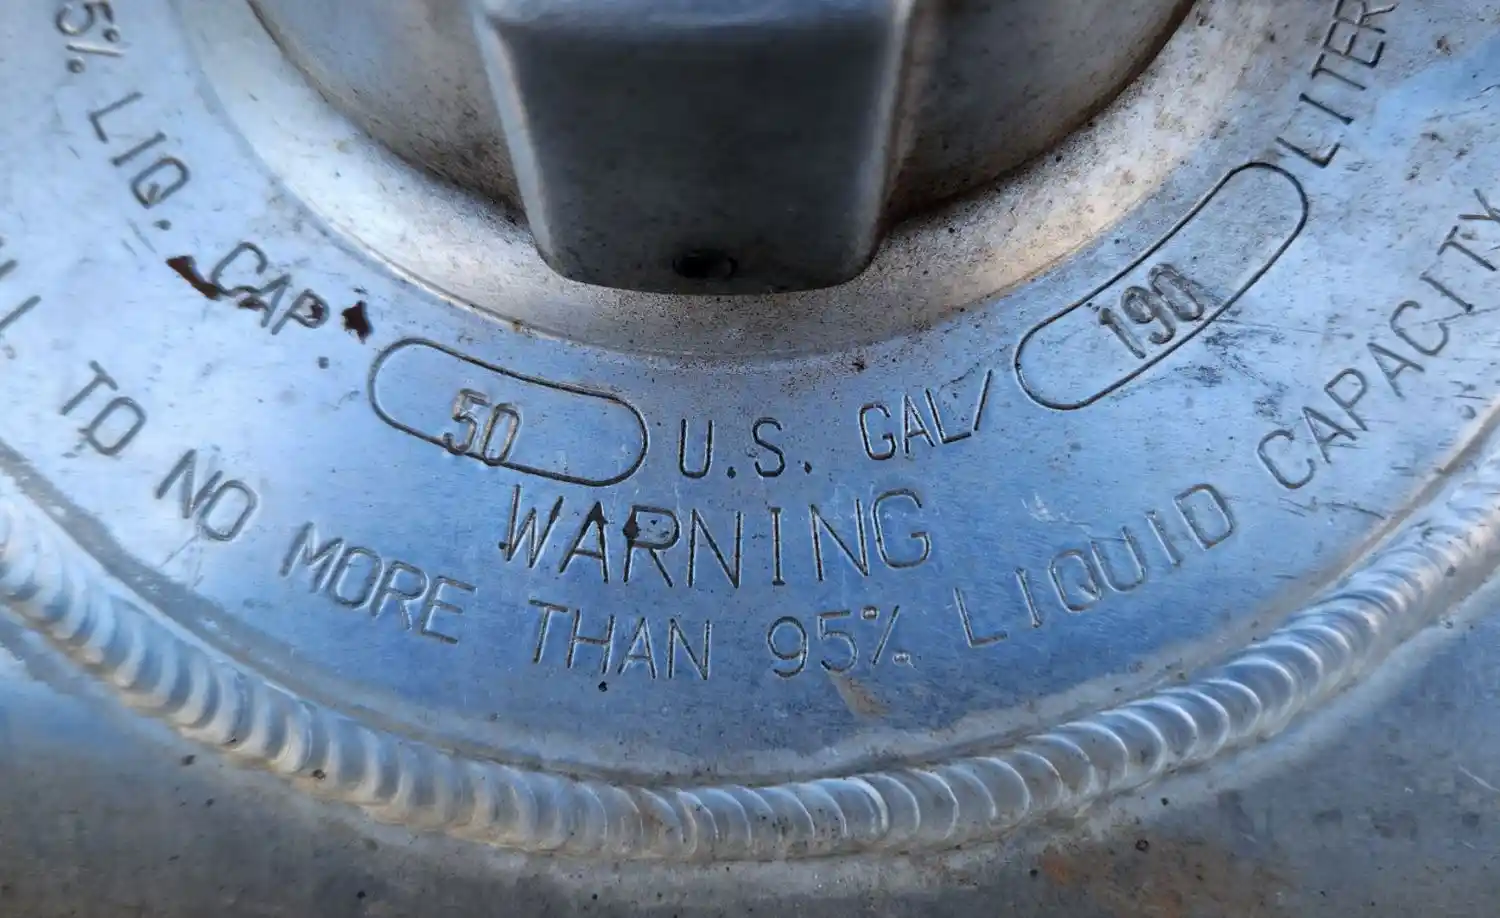 5% LIQ. CAP. 50 U.S. GAL/ 190 LITER
WARNING
TO NO MORE THAN 95% LIQUID CAPACITY